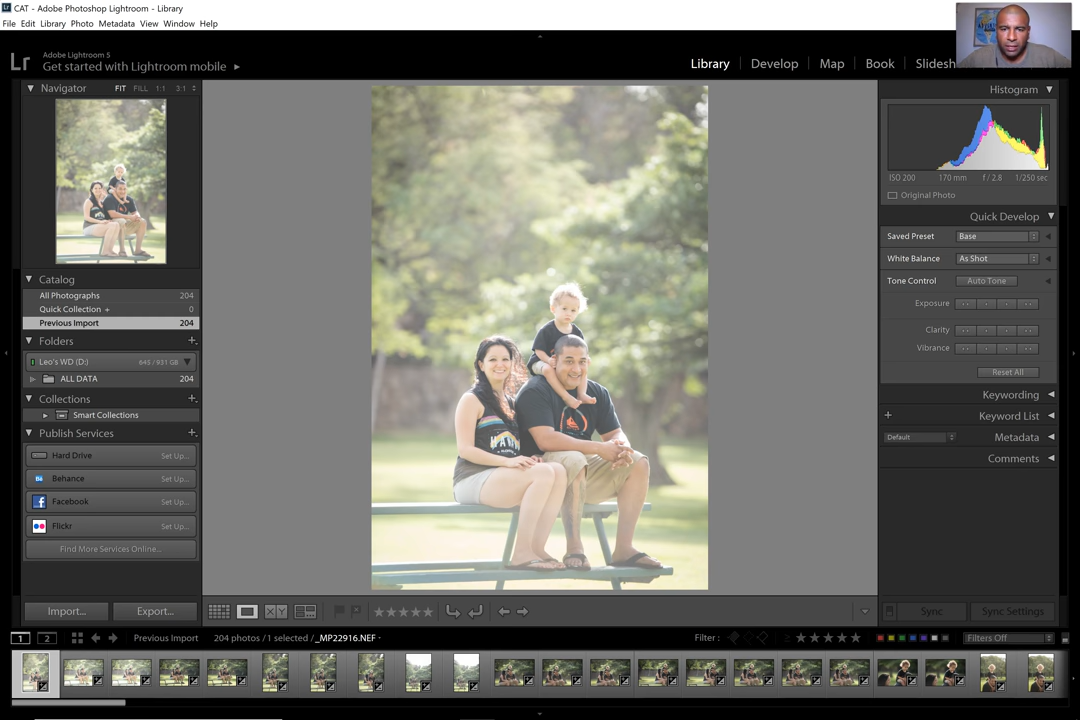 CAT - Adobe Photoshop Lightroom - Library
File Edit Library Photo Metadata View Window Help
Lr
Adobe Lightroom 5
Get started with Lightroom mobile
Library Develop Map Book Slidesh
Navigator FIT FILL 1:1 3:1
Histogram
ISO 200 170 mm f / 2.8 1/250 sec
Original Photo
Quick Develop
Saved Preset Base
White Balance As Shot
Tone Control Auto Tone
Exposure
Clarity
Vibrance
Reset All
Keywording
Keyword List
Default Metadata
Comments
Catalog
All Photographs 204
Quick Collection + 0
Previous Import 204
Folders
Leo's WD (D:) 645 / 931 GB
ALL DATA 204
Collections
Smart Collections
Publish Services
Hard Drive Set Up...
Behance Set Up...
Facebook Set Up...
Flickr Set Up...
Find More Services Online...
Import... Export...
Sync Sync Settings
1 2 Previous Import 204 photos / 1 selected / _MP22916.NEF
Filter : Filters Off